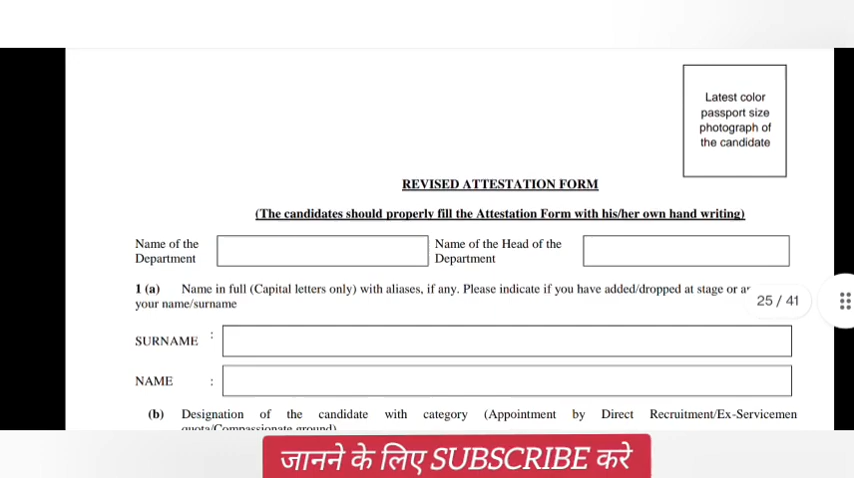 Latest color
passport size
photograph of
the candidate
REVISED ATTESTATION FORM
(The candidates should properly fill the Attestation Form with his/her own hand writing)
Name of the
Department
Name of the Head of the
Department
1 (a) Name in full (Capital letters only) with aliases, if any. Please indicate if you have added/dropped at stage or
your name/surname
25 / 41
SURNAME :
NAME :
(b) Designation of the candidate with category (Appointment by Direct Recruitment/Ex-Servicemen
quota/Compassionate ground)
जानने के लिए SUBSCRIBE करे